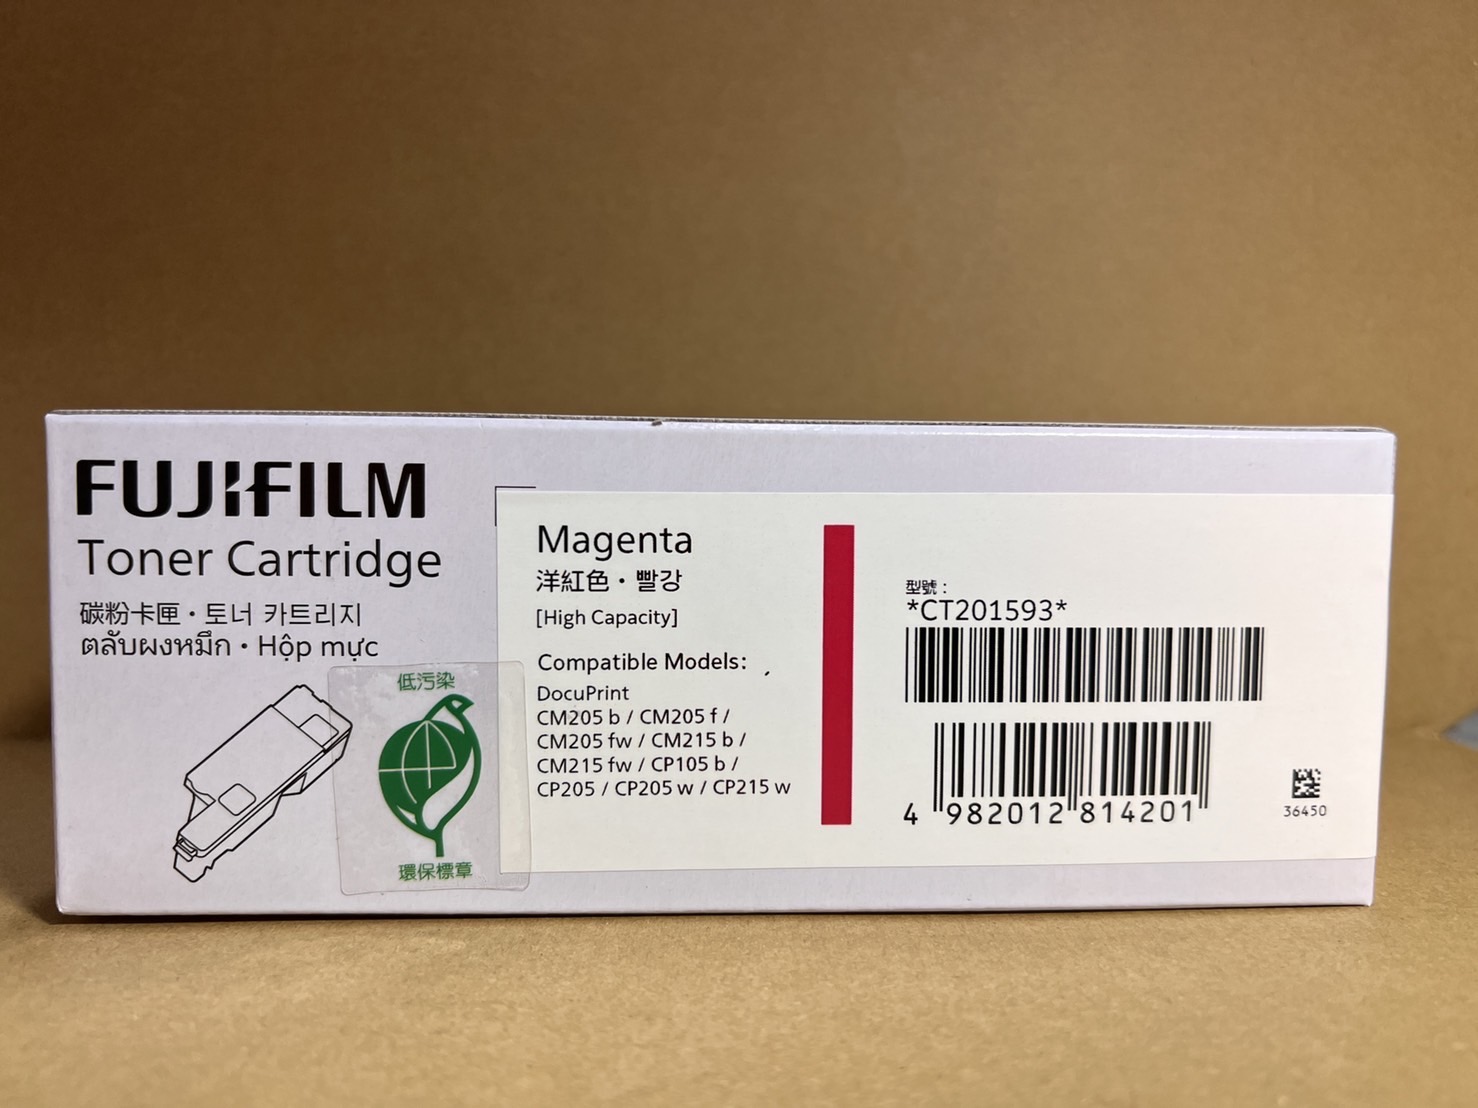 FUJIFILM
Toner Cartridge
碳粉卡匣・토너 카트리지
ตลับผงหมึก・Hộp mực
低污染
環保標章
Magenta
洋紅色・빨강
[High Capacity]
Compatible Models:
DocuPrint
CM205 b / CM205 f /
CM205 fw / CM215 b /
CM215 fw / CP105 b /
CP205 / CP205 w / CP215 w
型號：
*CT201593*
4 982012 814201
36450